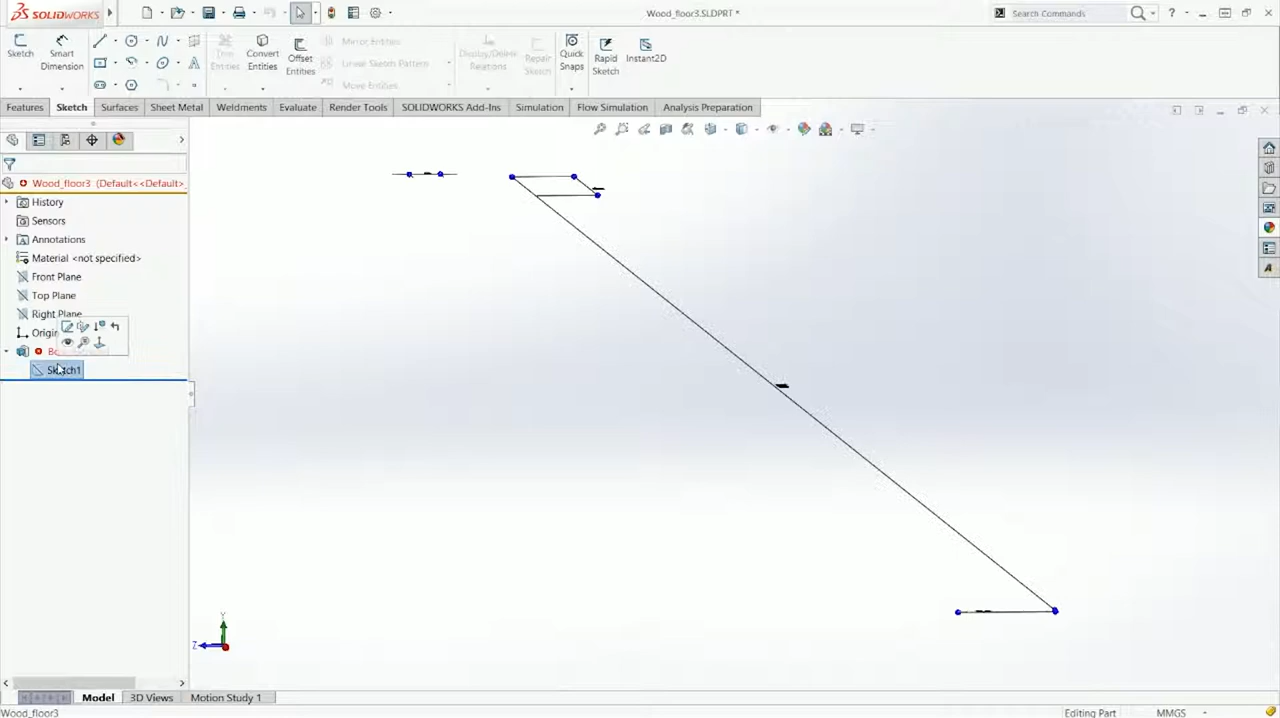 SOLIDWORKS
Wood_floor3.SLDPRT *
Search Commands
?
Sketch
Smart Dimension
Trim Entities
Convert Entities
Offset Entities
Mirror Entities
Linear Sketch Pattern
Move Entities
Display/Delete Relations
Repair Sketch
Quick Snaps
Rapid Sketch
Instant2D
Features
Sketch
Surfaces
Sheet Metal
Weldments
Evaluate
Render Tools
SOLIDWORKS Add-Ins
Simulation
Flow Simulation
Analysis Preparation
Wood_floor3 (Default<<Default>_
History
Sensors
Annotations
Material <not specified>
Front Plane
Top Plane
Right Plane
Origi
Sketch1
Y
Z
Model
3D Views
Motion Study 1
Wood_floor3
Editing Part
MMGS